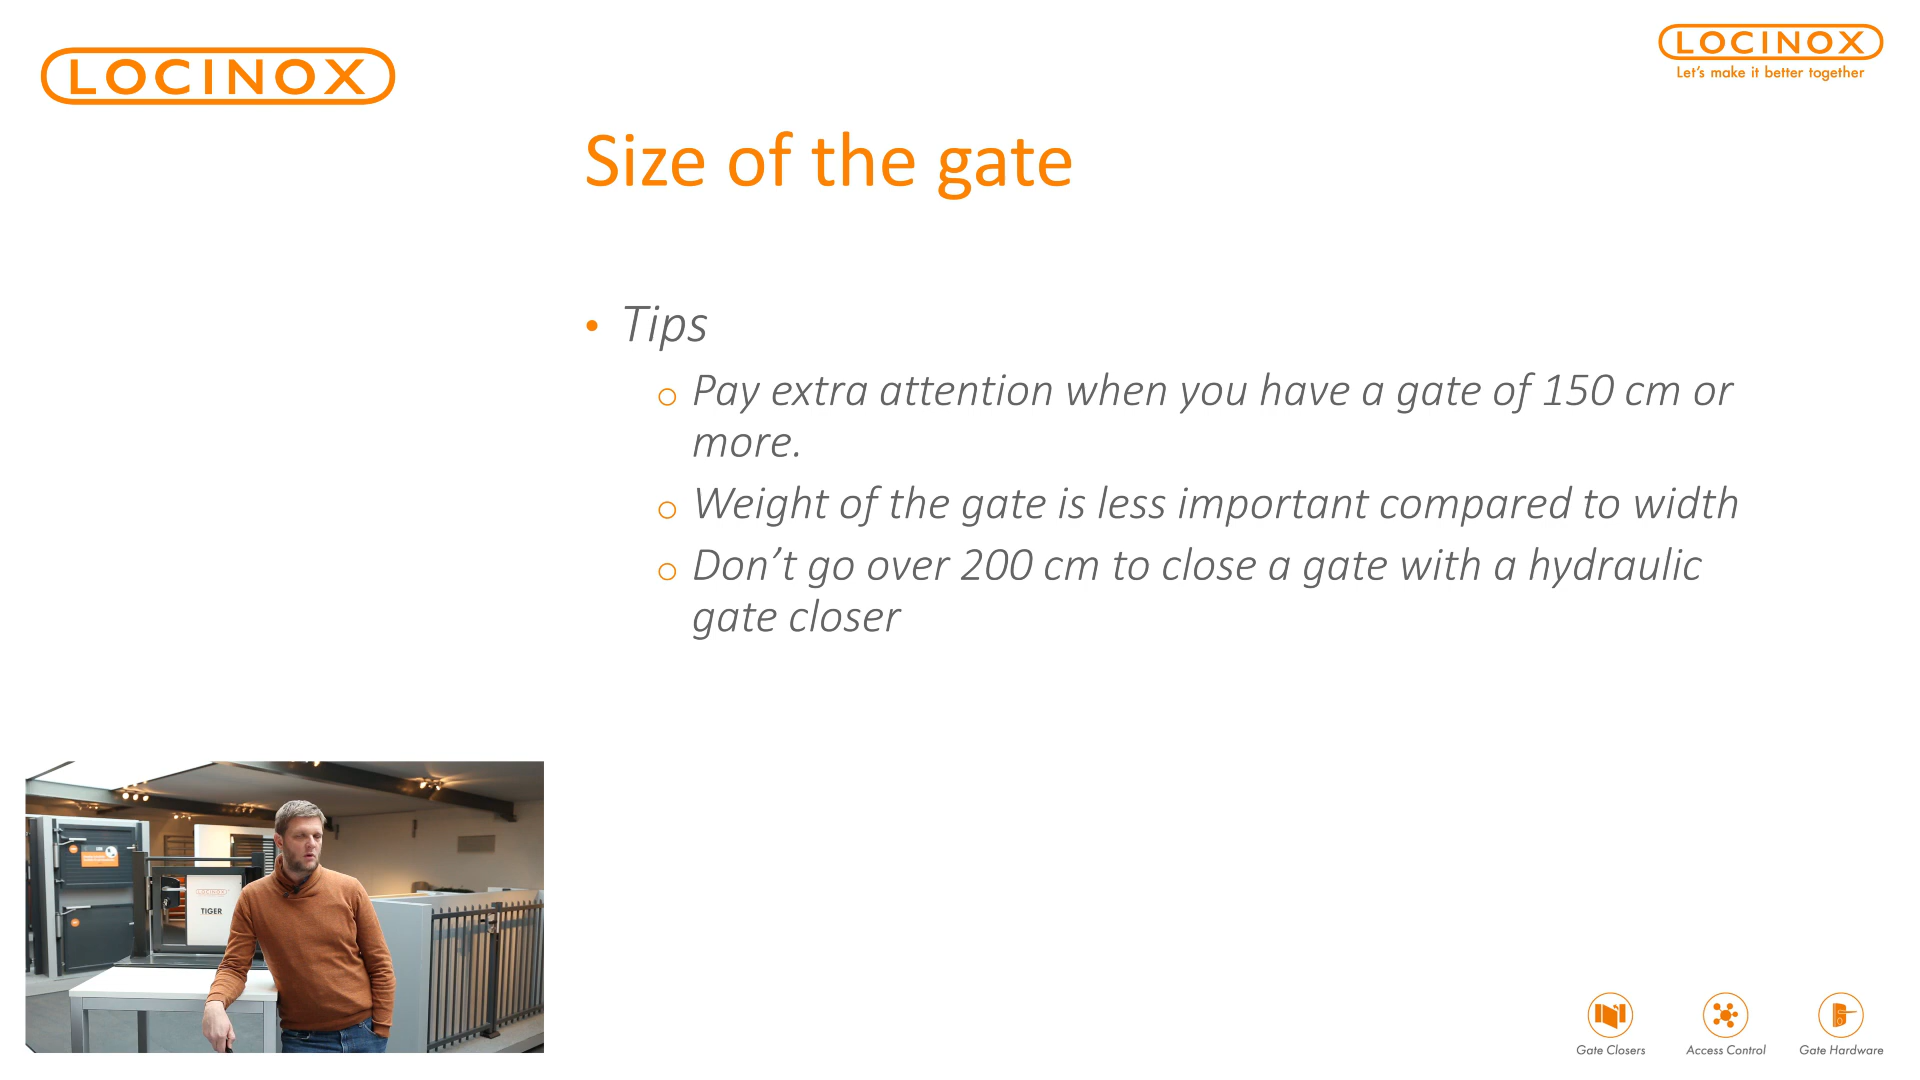 LOCINOX
LOCINOX
Let's make it better together
Size of the gate
• Tips
o Pay extra attention when you have a gate of 150 cm or
more.
o Weight of the gate is less important compared to width
o Don't go over 200 cm to close a gate with a hydraulic
gate closer
LOCINOX
TIGER
Gate Closers
Access Control
Gate Hardware